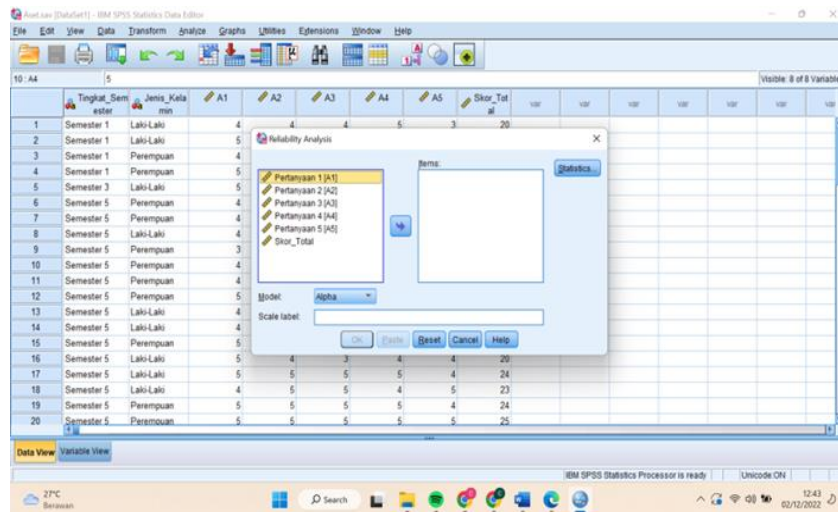 Aset.sav [DataSet1] - IBM SPSS Statistics Data Editor
File Edit View Data Transform Analyze Graphs Utilities Extensions Window Help
10 : A4 5 Visible: 8 of 8 Variable
Tingkat_Semester Jenis_Kelamin A1 A2 A3 A4 A5 Skor_Total var var var var var var
1 Semester 1 Laki-Laki 4 4 4 5 3 20
2 Semester 1 Laki-Laki 5
3 Semester 1 Perempuan 4
4 Semester 1 Perempuan 5
5 Semester 3 Laki-Laki 5
6 Semester 5 Perempuan 4
7 Semester 5 Perempuan 4
8 Semester 5 Laki-Laki 4
9 Semester 5 Perempuan 3
10 Semester 5 Perempuan 4
11 Semester 5 Perempuan 4
12 Semester 5 Perempuan 5
13 Semester 5 Laki-Laki 4
14 Semester 5 Laki-Laki 4
15 Semester 5 Perempuan 5
16 Semester 5 Laki-Laki 5 4 3 4 4 20
17 Semester 5 Laki-Laki 5 5 5 5 4 24
18 Semester 5 Laki-Laki 4 5 5 4 5 23
19 Semester 5 Perempuan 5 5 5 5 4 24
20 Semester 5 Perempuan 5 5 5 5 5 25
Reliability Analysis
Items:
Statistics...
Pertanyaan 1 [A1]
Pertanyaan 2 [A2]
Pertanyaan 3 [A3]
Pertanyaan 4 [A4]
Pertanyaan 5 [A5]
Skor_Total
Model: Alpha
Scale label:
OK Paste Reset Cancel Help
Data View Variable View
IBM SPSS Statistics Processor is ready Unicode:ON
27°C
Berawan
Search
12:43
02/12/2022